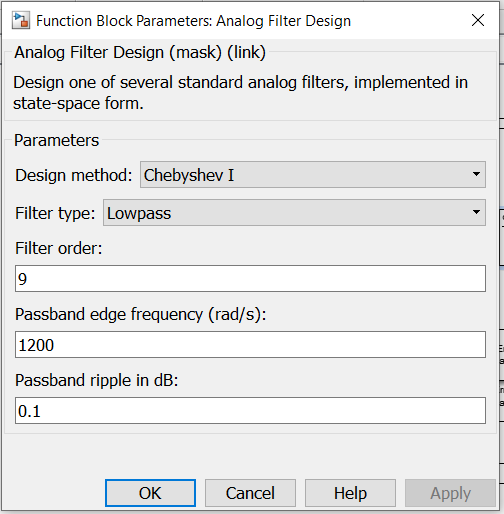 Function Block Parameters: Analog Filter Design
Analog Filter Design (mask) (link)
Design one of several standard analog filters, implemented in
state-space form.
Parameters
Design method: Chebyshev I
Filter type: Lowpass
Filter order:
9
Passband edge frequency (rad/s):
1200
Passband ripple in dB:
0.1
OK Cancel Help Apply